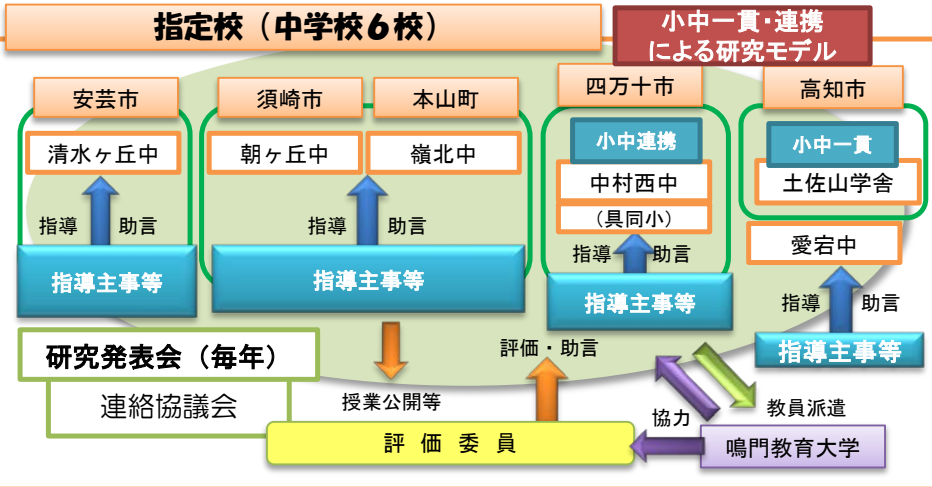 指定校（中学校６校）
小中一貫・連携
による研究モデル
安芸市
須崎市
本山町
四万十市
高知市
清水ヶ丘中
朝ヶ丘中
嶺北中
小中連携
中村西中
（具同小）
小中一貫
土佐山学舎
愛宕中
指導 助言
指導 助言
指導 助言
指導 助言
指導主事等
指導主事等
指導主事等
指導主事等
研究発表会（毎年）
連絡協議会
授業公開等
評価・助言
協力
教員派遣
評価委員
鳴門教育大学